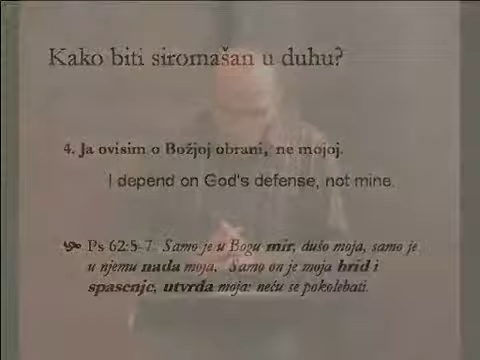 Kako biti siromašan u duhu?
4. Ja ovisim o Božjoj obrani, ne mojoj.
I depend on God's defense, not mine.
Ps 62:5-7 Samo je u Bogu mir, dušo moja, samo je
u njemu nada moja. Samo on je moja hrid i
spasenje, utvrda moja: neću se pokolebati.